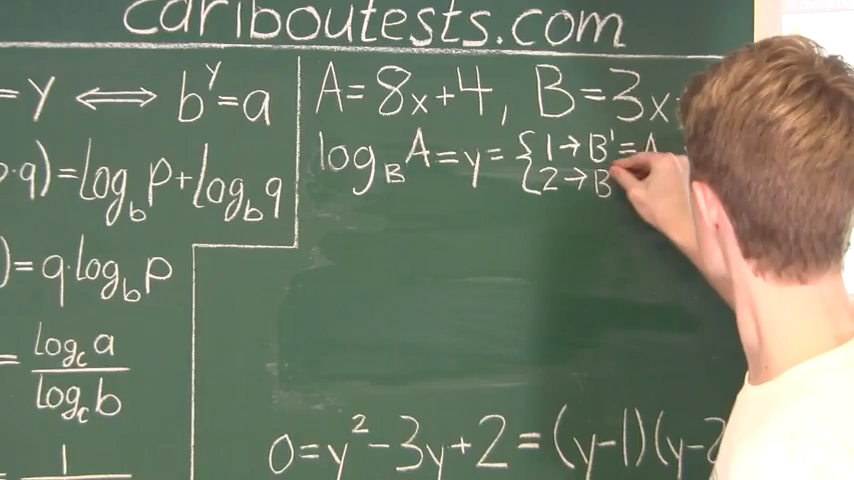 cariboutests.com
=y ⟺ b^y=a
p·q)=log_b p+log_b q
)=q·log_b p
= log_c a / log_c b
= 1
A=8x+4, B=3x
log_B A=y={1→B^1=A
{2→B
0=y^2-3y+2=(y-1)(y-2